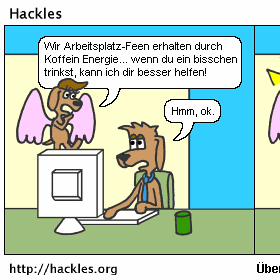 Hackles
Wir Arbeitsplatz-Feen erhalten durch
Koffein Energie... wenn du ein bisschen
trinkst, kann ich dir besser helfen!
Hmm, ok.
http://hackles.org